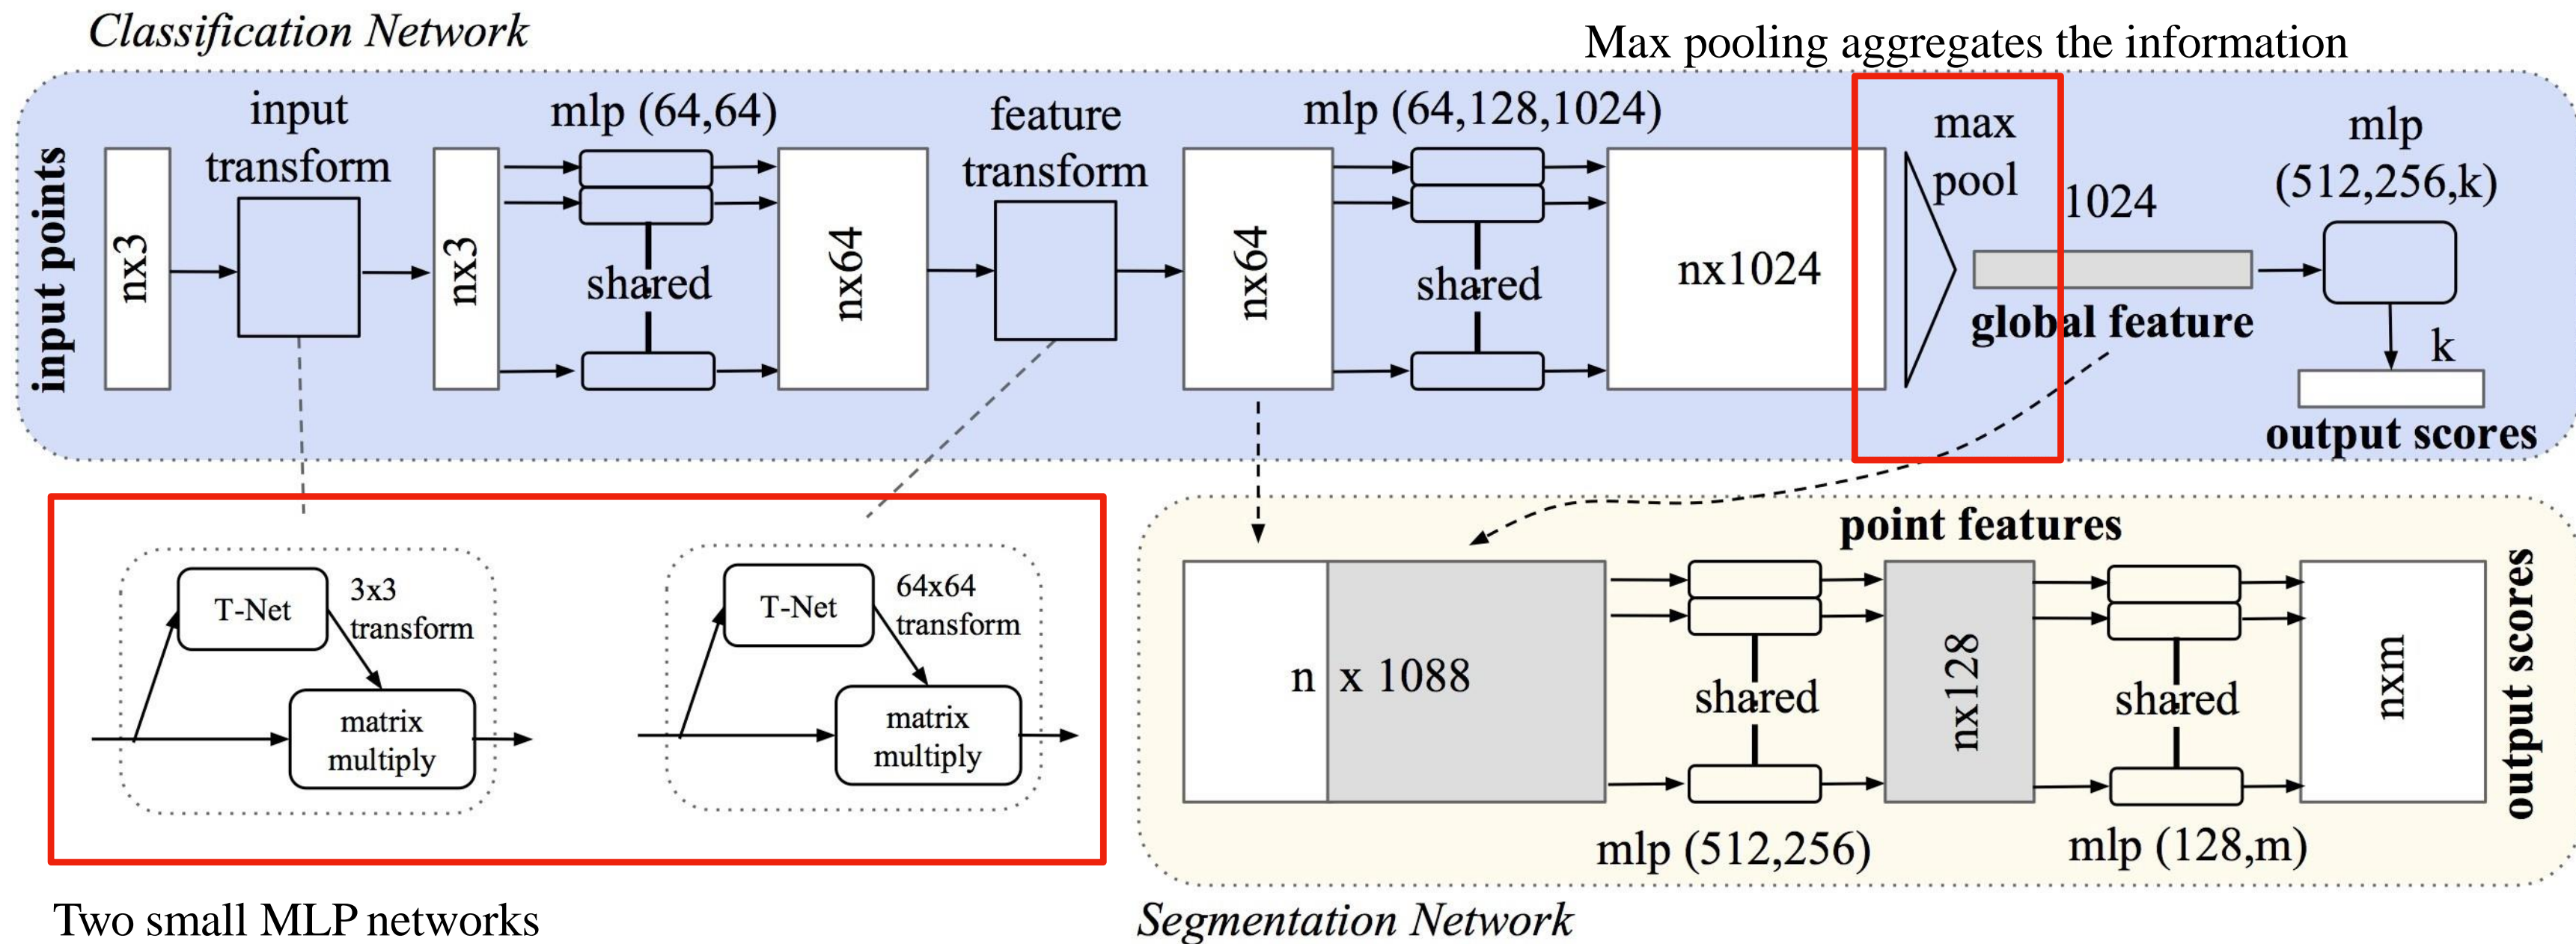 Classification Network
Max pooling aggregates the information
input points
nx3
input
transform
nx3
mlp (64,64)
shared
nx64
feature
transform
nx64
mlp (64,128,1024)
shared
nx1024
max
pool
1024
global feature
mlp
(512,256,k)
k
output scores
T-Net
3x3
transform
matrix
multiply
T-Net
64x64
transform
matrix
multiply
Two small MLP networks
point features
n x 1088
shared
mlp (512,256)
nx128
shared
mlp (128,m)
nxm
output scores
Segmentation Network